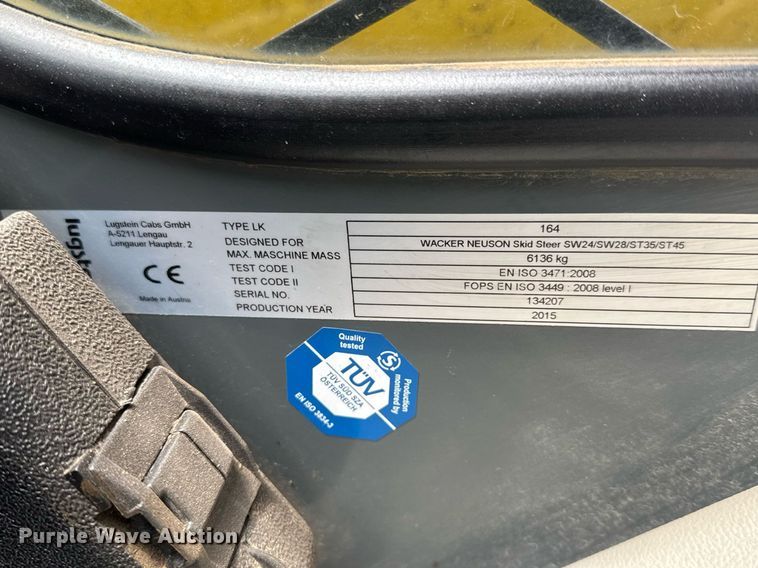 lugst
Lugstein Cabs GmbH
A-5211 Lengau
Lengauer Hauptstr. 2
CE
Made in Austria
TYPE LK 164
DESIGNED FOR WACKER NEUSON Skid Steer SW24/SW28/ST35/ST45
MAX. MASCHINE MASS 6136 kg
TEST CODE I EN ISO 3471:2008
TEST CODE II FOPS EN ISO 3449 : 2008 level I
SERIAL NO. 134207
PRODUCTION YEAR 2015
Quality
tested
TÜV
TÜV SÜD SZA
ÖSTERREICH
EN ISO 3834-3
Production
monitored by
S
Purple Wave Auction